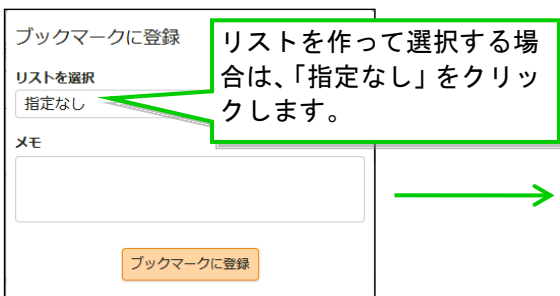 ブックマークに登録
リストを選択
指定なし
メモ
ブックマークに登録
リストを作って選択する場
合は、「指定なし」をクリッ
クします。